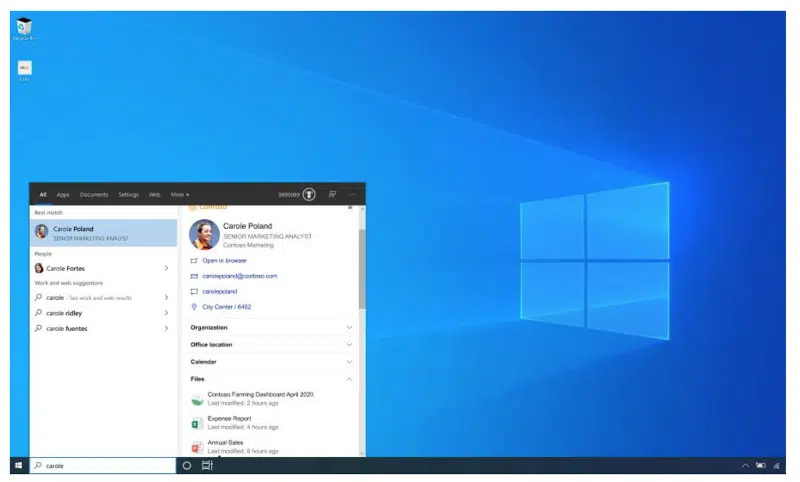 All Apps Documents Settings Web More 9999989
Contoso
Best match
Carole Poland
SENIOR MARKETING ANALYST
People
Carole Fortes
Work and web suggestions
carole - See work and web results
carole ridley
carole fuentes
Carole Poland
SENIOR MARKETING ANALYST
Contoso Marketing
Open in browser
carolepoland@contoso.com
carolepoland
City Center / 6462
Organization
Office location
Calendar
Files
Contoso Farming Dashboard April 2020
Last modified: 2 hours ago
Expense Report
Last modified: 4 hours ago
Annual Sales
Last modified: 6 hours ago
carole